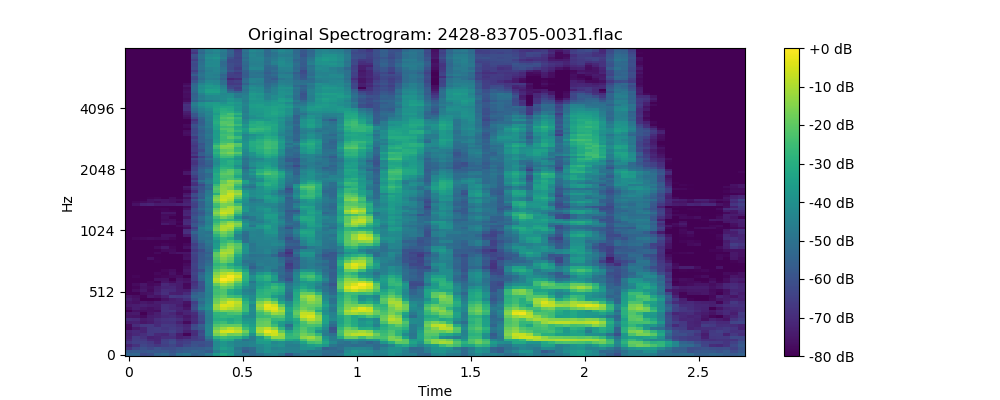 Original Spectrogram: 2428-83705-0031.flac
Hz
4096
2048
1024
512
0
0
0.5
1
1.5
2
2.5
Time
+0 dB
-10 dB
-20 dB
-30 dB
-40 dB
-50 dB
-60 dB
-70 dB
-80 dB